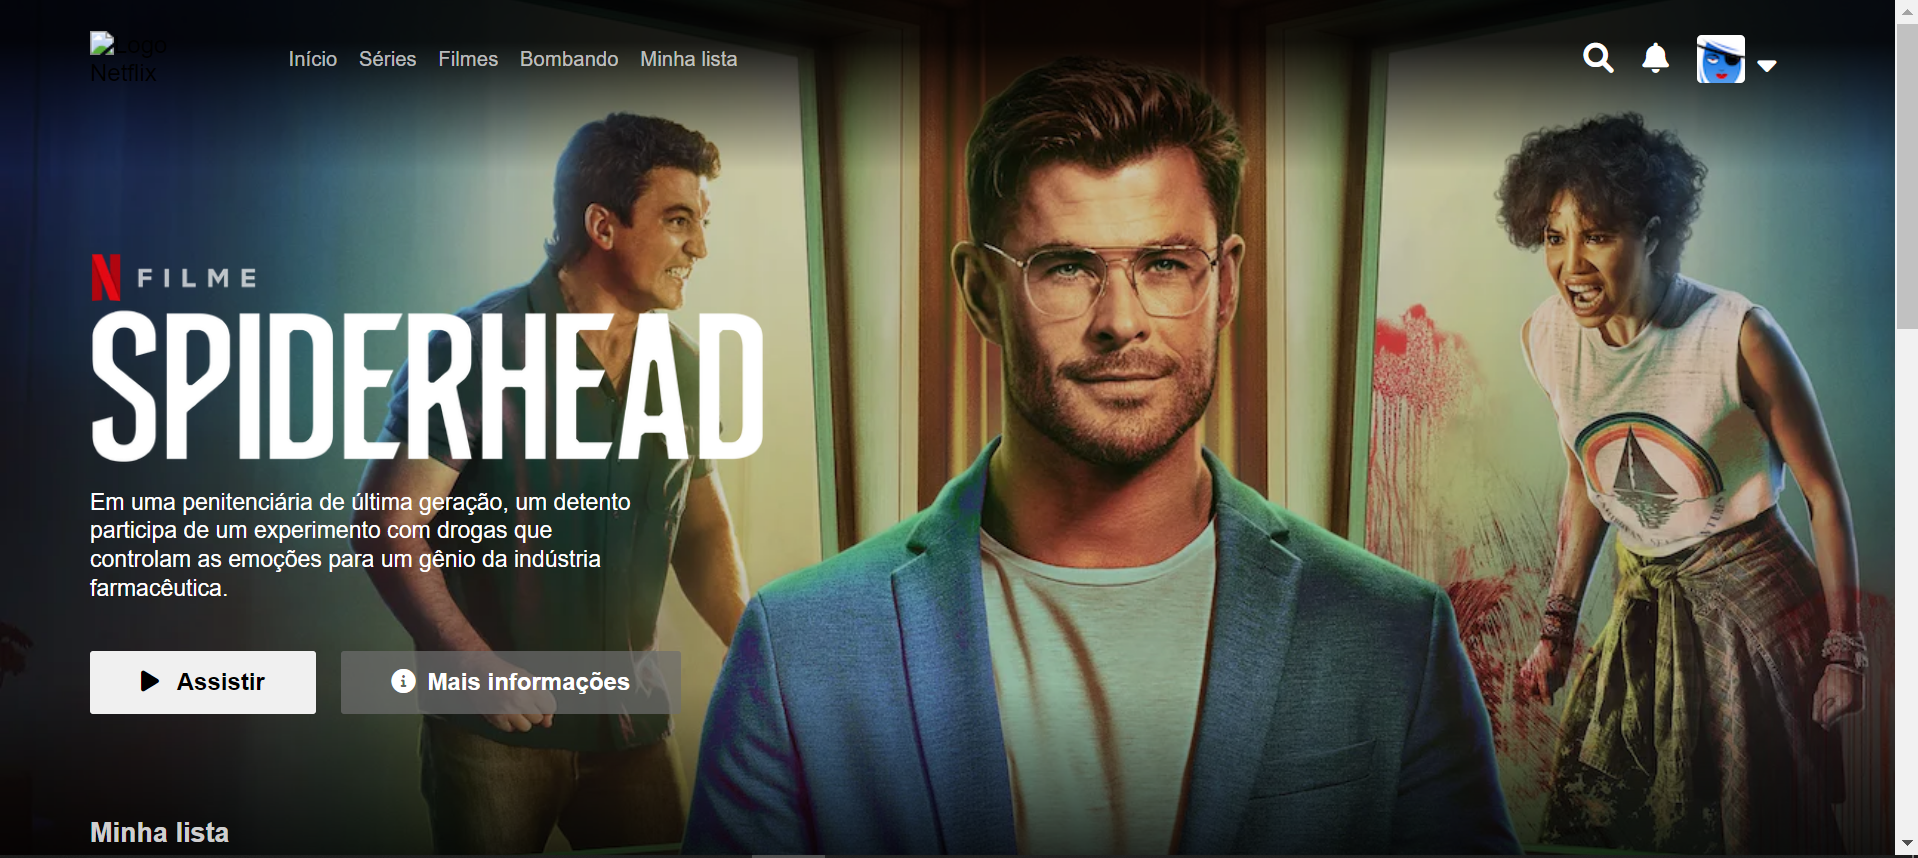 Logo
Netflix
Início Séries Filmes Bombando Minha lista
N FILME
SPIDERHEAD
Em uma penitenciária de última geração, um detento
participa de um experimento com drogas que
controlam as emoções para um gênio da indústria
farmacêutica.
Assistir Mais informações
Minha lista